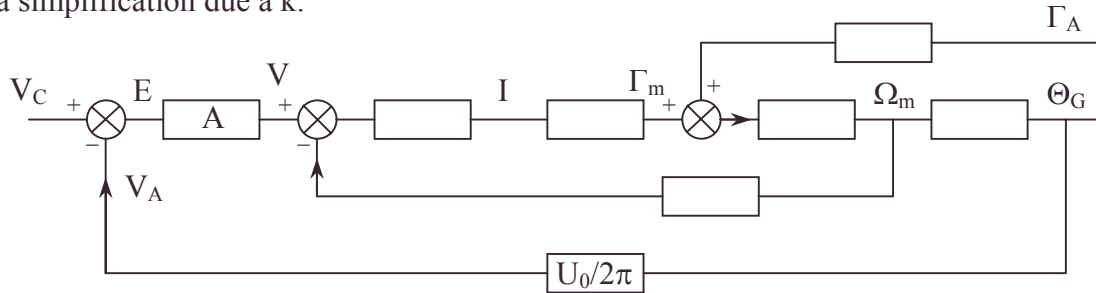 a simplification due à k.
Γ_A
V_C + − E A V + − I Γ_m + + Ω_m Θ_G
V_A
U_0/2π